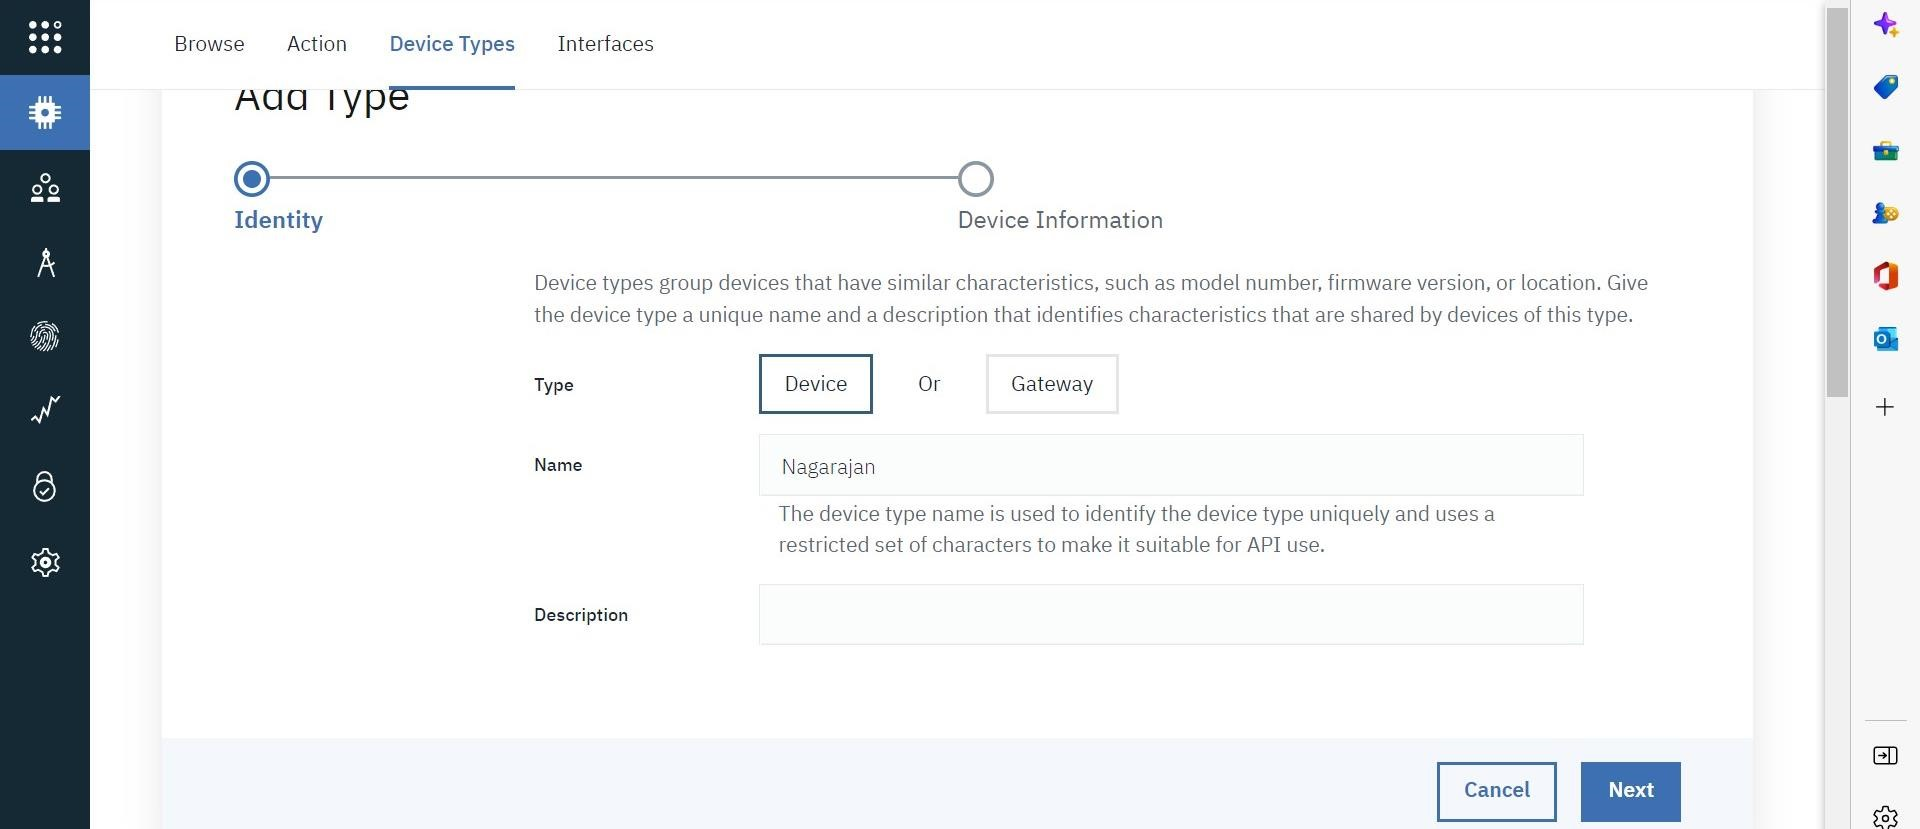 Browse Action Device Types Interfaces
Add Type
Identity Device Information
Device types group devices that have similar characteristics, such as model number, firmware version, or location. Give
the device type a unique name and a description that identifies characteristics that are shared by devices of this type.
Type Device Or Gateway
Name Nagarajan
The device type name is used to identify the device type uniquely and uses a
restricted set of characters to make it suitable for API use.
Description
Cancel Next